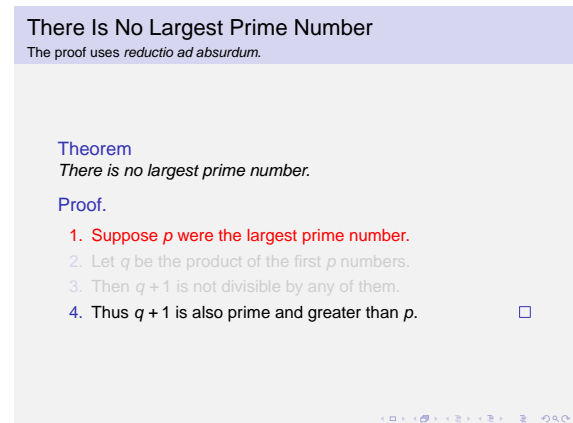 There Is No Largest Prime Number
The proof uses reductio ad absurdum.
Theorem
There is no largest prime number.
Proof.
1. Suppose p were the largest prime number.
2. Let q be the product of the first p numbers.
3. Then q + 1 is not divisible by any of them.
4. Thus q + 1 is also prime and greater than p.